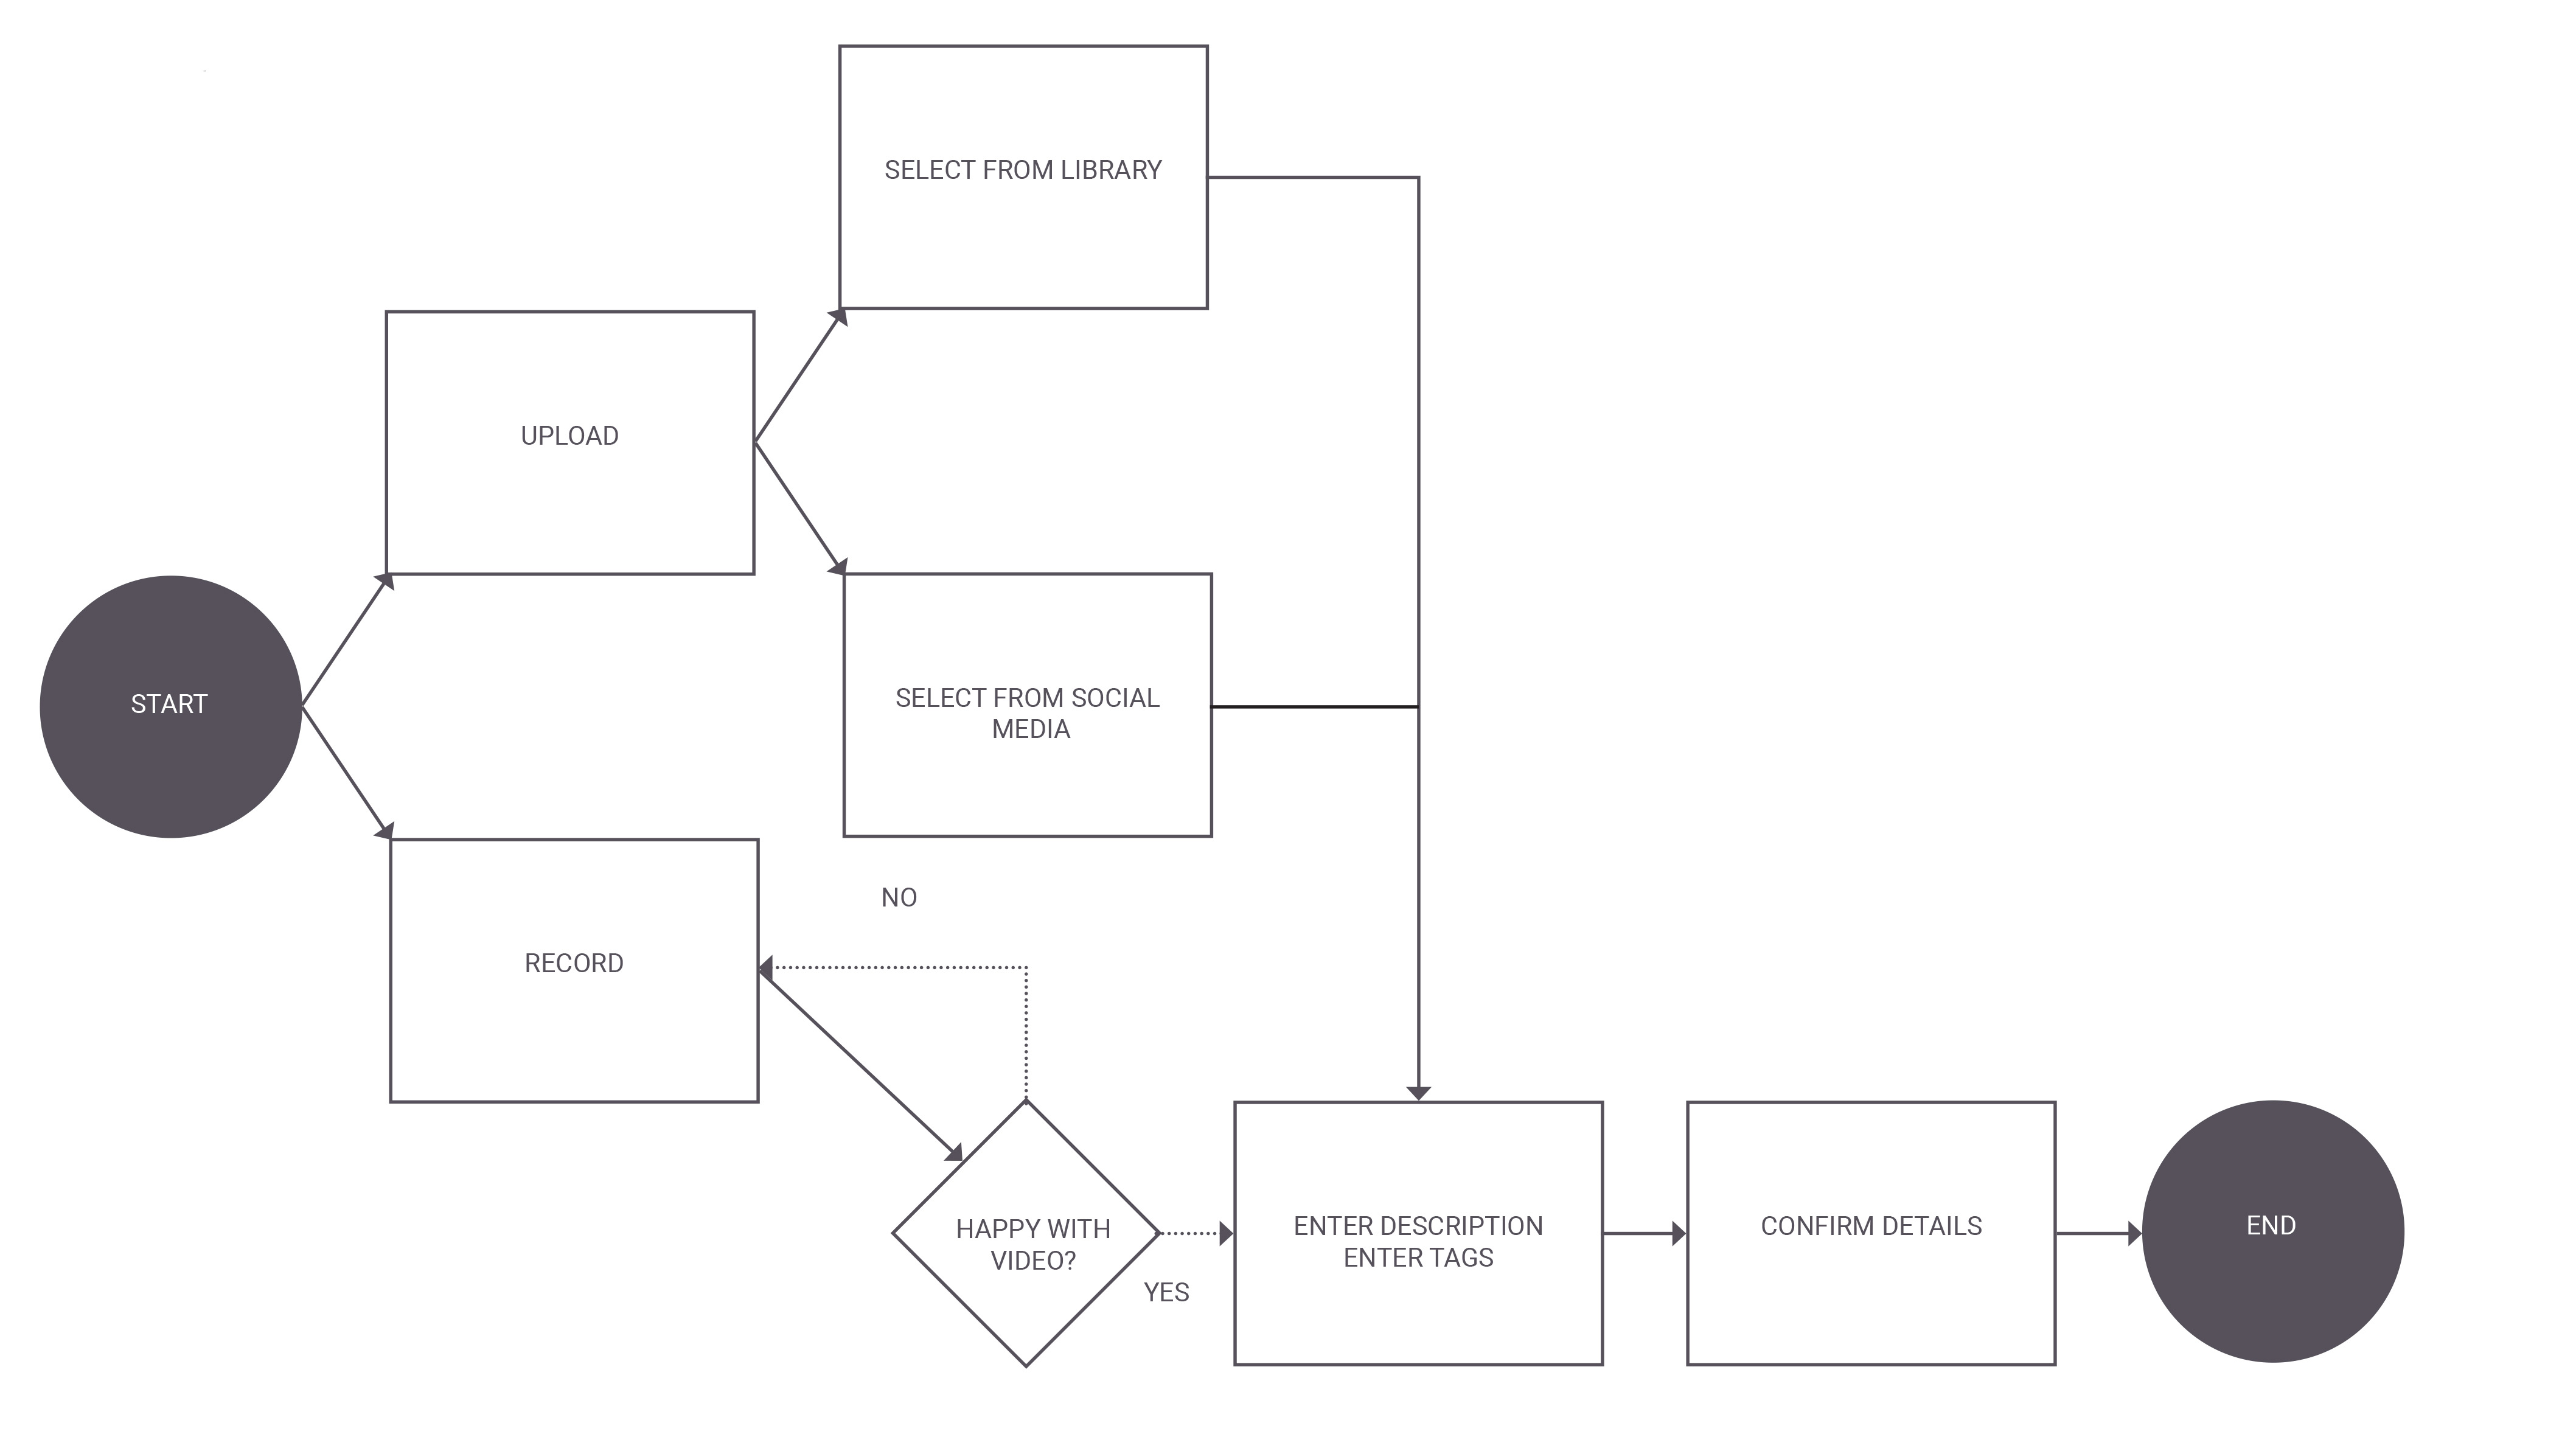 SELECT FROM LIBRARY
UPLOAD
START
SELECT FROM SOCIAL
MEDIA
NO
RECORD
HAPPY WITH
VIDEO?
YES
ENTER DESCRIPTION
ENTER TAGS
CONFIRM DETAILS
END